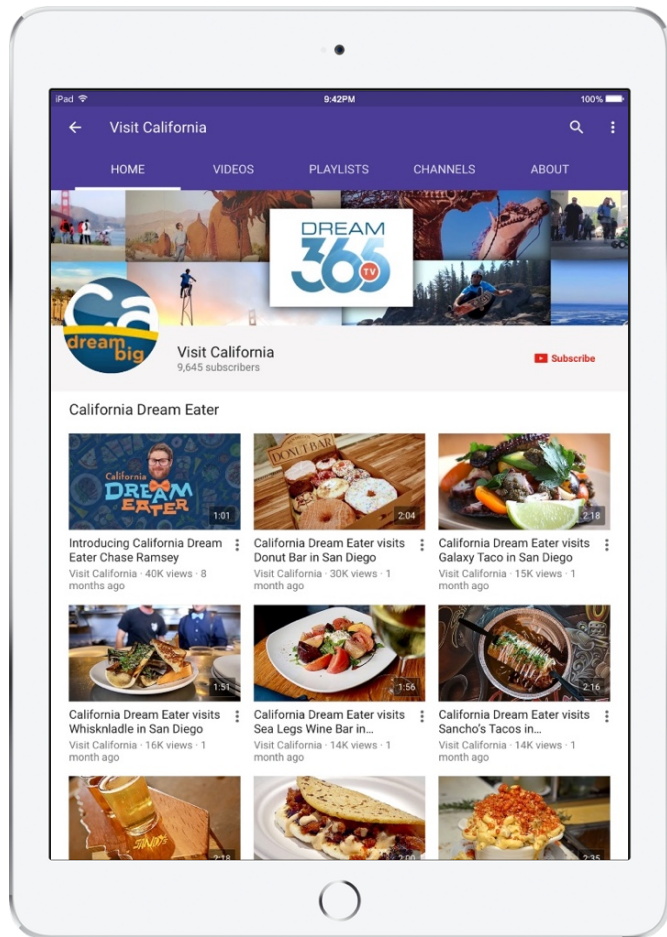 iPad 9:42PM 100%
Visit California
HOME VIDEOS PLAYLISTS CHANNELS ABOUT
DREAM
365
TV
Ca
dream
big
Visit California
9,645 subscribers
Subscribe
California Dream Eater
California
DREAM
EATER
1:01
DONUT BAR
2:04
2:18
Introducing California Dream
Eater Chase Ramsey
Visit California · 40K views · 8
months ago
California Dream Eater visits
Donut Bar in San Diego
Visit California · 30K views · 1
month ago
California Dream Eater visits
Galaxy Taco in San Diego
Visit California · 15K views · 1
month ago
1:51
1:56
2:16
California Dream Eater visits
Whisknladle in San Diego
Visit California · 16K views · 1
month ago
California Dream Eater visits
Sea Legs Wine Bar in...
Visit California · 14K views · 1
month ago
California Dream Eater visits
Sancho's Tacos in...
Visit California · 14K views · 1
month ago
2:18
2:00
2:35